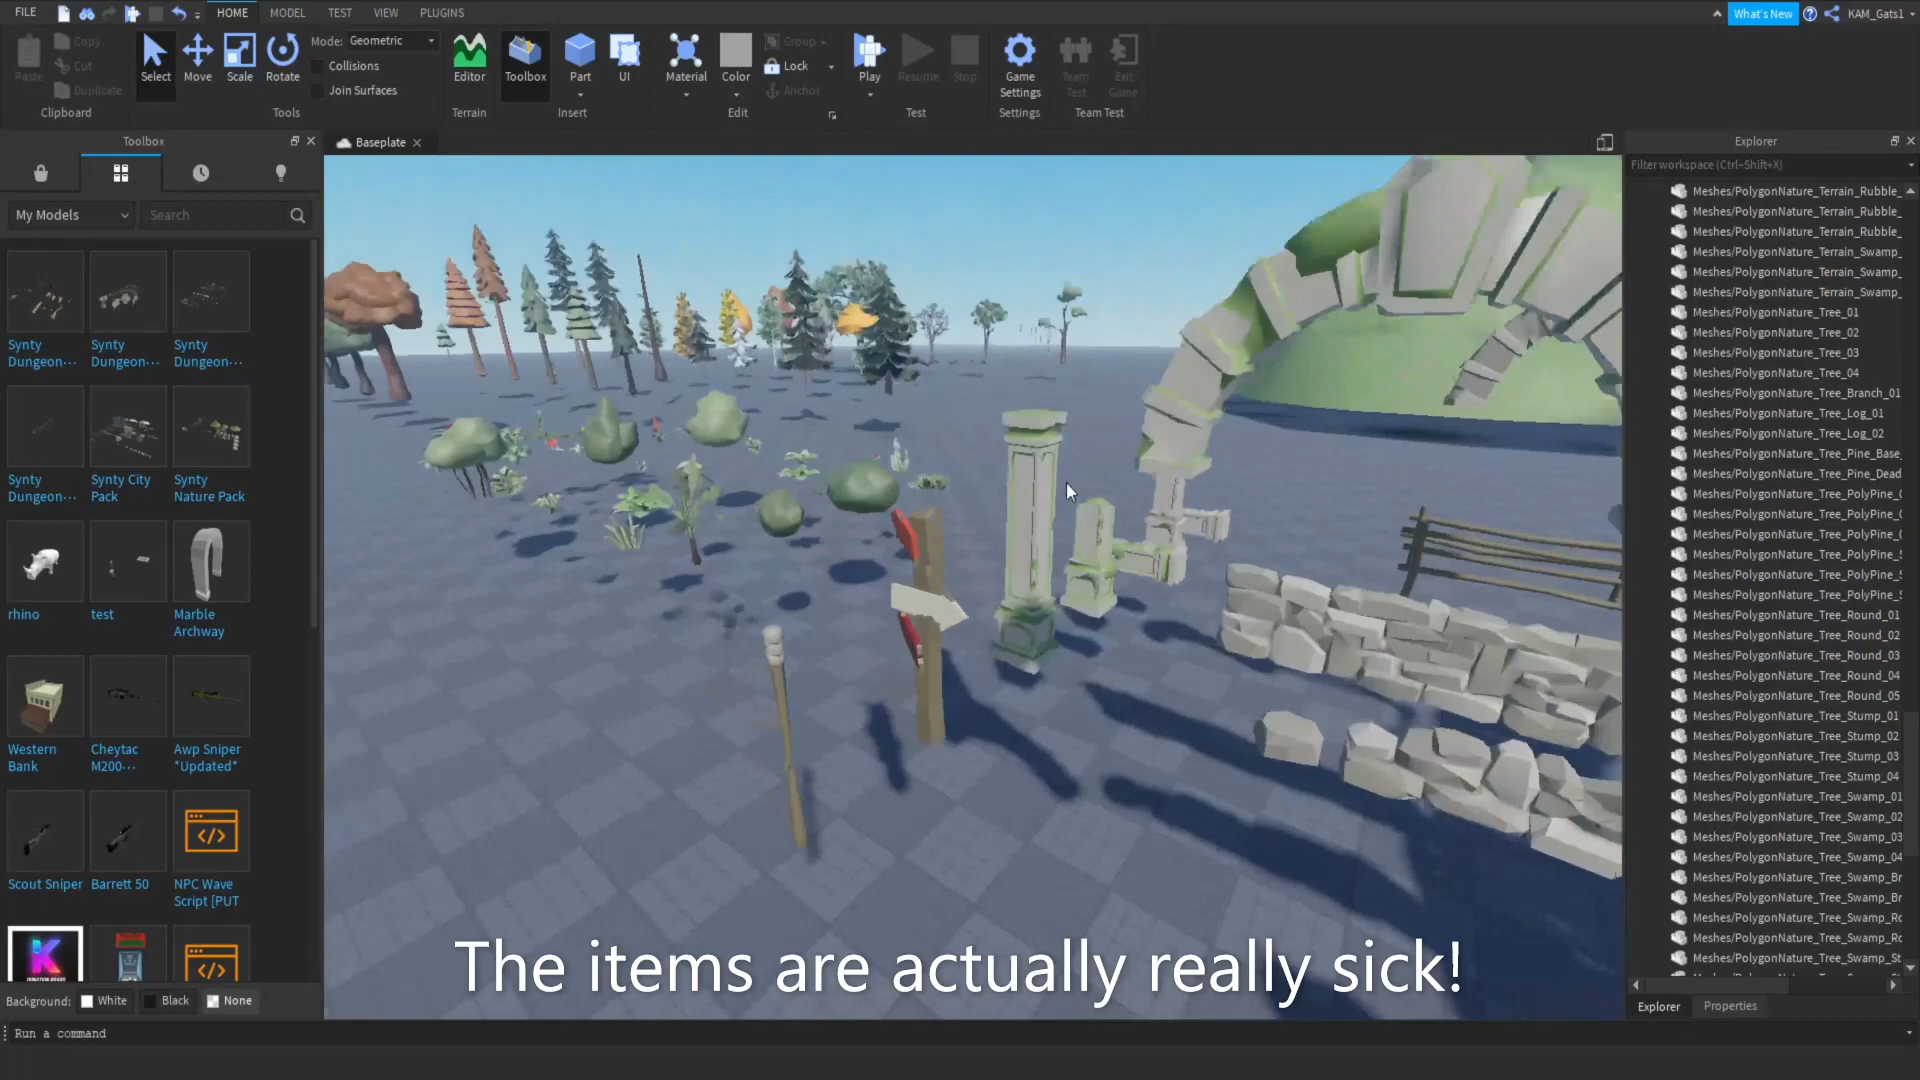 FILE
HOME
MODEL
TEST
VIEW
PLUGINS
What's New
KAM_Gats1
Paste
Copy
Cut
Duplicate
Clipboard
Select
Move
Scale
Rotate
Mode: Geometric
Collisions
Join Surfaces
Tools
Editor
Terrain
Toolbox
Part
UI
Insert
Material
Color
Group
Lock
Anchor
Edit
Play
Resume
Stop
Test
Game
Settings
Settings
Team
Test
Exit
Game
Team Test
Toolbox
My Models
Search
Synty
Dungeon···
Synty
Dungeon···
Synty
Dungeon···
Synty
Dungeon···
Synty City
Pack
Synty
Nature Pack
rhino
test
Marble
Archway
Western
Bank
Cheytac
M200···
Awp Sniper
*Updated*
Scout Sniper
Barrett 50
NPC Wave
Script [PUT
K
Background:
White
Black
None
Run a command
Baseplate
The items are actually really sick!
Explorer
Filter workspace (Ctrl+Shift+X)
Meshes/PolygonNature_Terrain_Rubble_
Meshes/PolygonNature_Terrain_Rubble_
Meshes/PolygonNature_Terrain_Rubble_
Meshes/PolygonNature_Terrain_Swamp_
Meshes/PolygonNature_Terrain_Swamp_
Meshes/PolygonNature_Terrain_Swamp_
Meshes/PolygonNature_Tree_01
Meshes/PolygonNature_Tree_02
Meshes/PolygonNature_Tree_03
Meshes/PolygonNature_Tree_04
Meshes/PolygonNature_Tree_Branch_01
Meshes/PolygonNature_Tree_Log_01
Meshes/PolygonNature_Tree_Log_02
Meshes/PolygonNature_Tree_Pine_Base_
Meshes/PolygonNature_Tree_Pine_Dead
Meshes/PolygonNature_Tree_PolyPine_0
Meshes/PolygonNature_Tree_PolyPine_0
Meshes/PolygonNature_Tree_PolyPine_0
Meshes/PolygonNature_Tree_PolyPine_S
Meshes/PolygonNature_Tree_PolyPine_S
Meshes/PolygonNature_Tree_PolyPine_S
Meshes/PolygonNature_Tree_Round_01
Meshes/PolygonNature_Tree_Round_02
Meshes/PolygonNature_Tree_Round_03
Meshes/PolygonNature_Tree_Round_04
Meshes/PolygonNature_Tree_Round_05
Meshes/PolygonNature_Tree_Stump_01
Meshes/PolygonNature_Tree_Stump_02
Meshes/PolygonNature_Tree_Stump_03
Meshes/PolygonNature_Tree_Stump_04
Meshes/PolygonNature_Tree_Swamp_01
Meshes/PolygonNature_Tree_Swamp_02
Meshes/PolygonNature_Tree_Swamp_03
Meshes/PolygonNature_Tree_Swamp_04
Meshes/PolygonNature_Tree_Swamp_Br
Meshes/PolygonNature_Tree_Swamp_Br
Meshes/PolygonNature_Tree_Swamp_Ro
Meshes/PolygonNature_Tree_Swamp_Ro
Meshes/PolygonNature_Tree_Swamp_St
Explorer
Properties